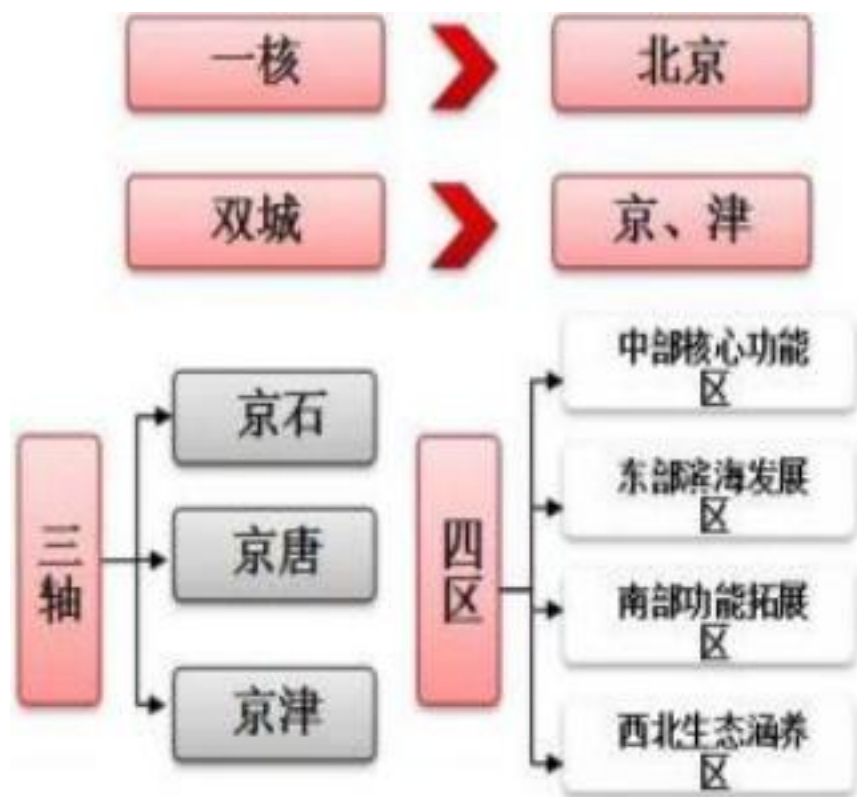 一核
北京
双城
京、津
三轴
京石
京唐
京津
四区
中部核心功能
区
东部滨海发展
区
南部功能拓展
区
西北生态涵养
区